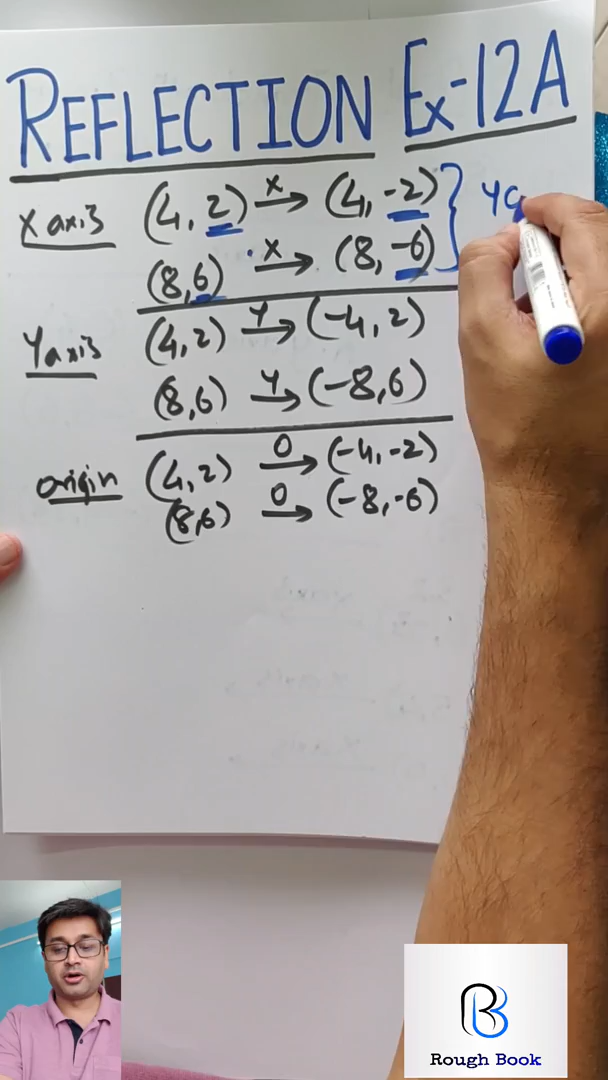 REFLECTION Ex-12A
X axis (4, 2) x→ (4, -2)
(8,6) x→ (8, -6)
Y axis (4,2) Y→ (-4, 2)
(8,6) Y→ (-8,6)
origin (4,2) O→ (-4,-2)
(8,6) O→ (-8,-6)
Rough Book